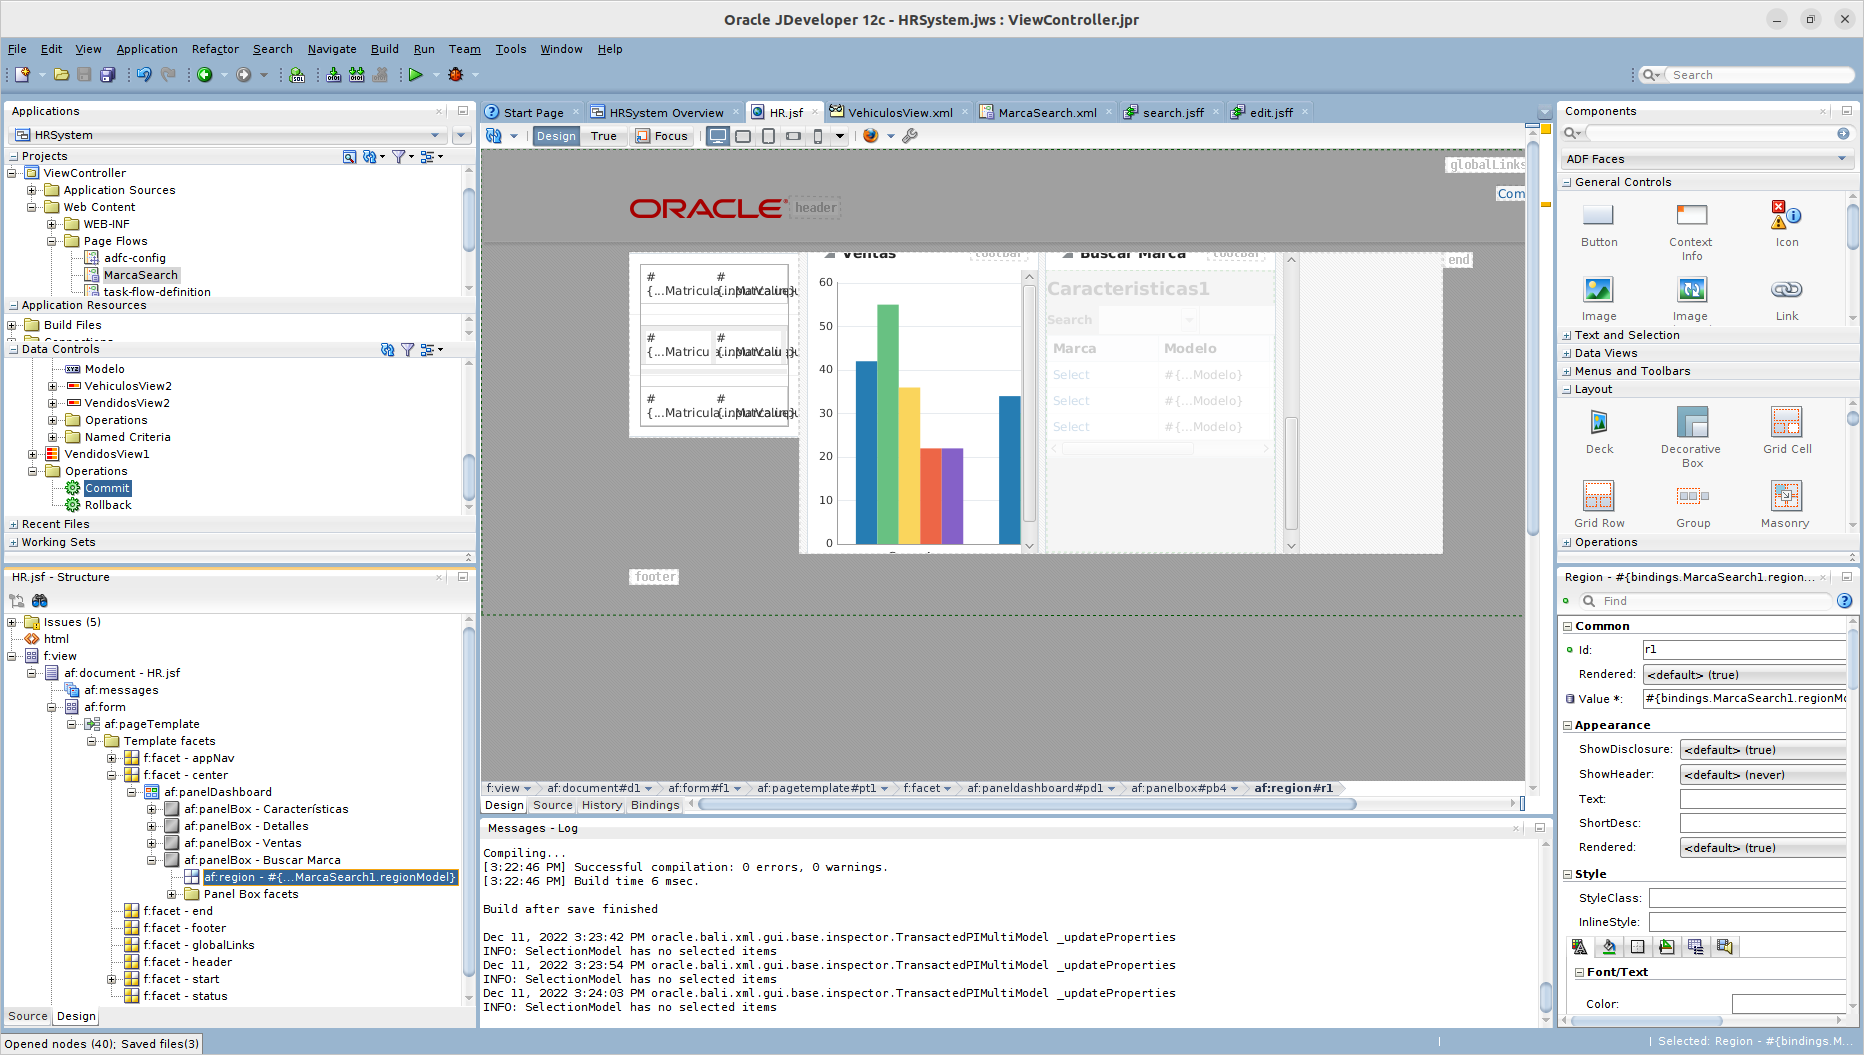 Oracle JDeveloper 12c - HRSystem.jws : ViewController.jpr
File Edit View Application Refactor Search Navigate Build Run Team Tools Window Help
Search
Applications
HRSystem
Projects
ViewController
Application Sources
Web Content
WEB-INF
Page Flows
adfc-config
MarcaSearch
task-flow-definition
Application Resources
Build Files
Data Controls
Modelo
VehiculosView2
VendidosView2
Operations
Named Criteria
VendidosView1
Operations
Commit
Rollback
Recent Files
Working Sets
HR.jsf - Structure
Issues (5)
html
f:view
af:document - HR.jsf
af:messages
af:form
af:pageTemplate
Template facets
f:facet - appNav
f:facet - center
af:panelDashboard
af:panelBox - Características
af:panelBox - Detalles
af:panelBox - Ventas
af:panelBox - Buscar Marca
af:region - #{...MarcaSearch1.regionModel}
Panel Box facets
f:facet - end
f:facet - footer
f:facet - globalLinks
f:facet - header
f:facet - start
f:facet - status
Source Design
Opened nodes (40); Saved files(3)
Start Page HRSystem Overview HR.jsf VehiculosView.xml MarcaSearch.xml search.jsff edit.jsff
Design True Focus
globalLinks
Com
ORACLE header
end
Ventas toolbar
Buscar Marca toolbar
# #
{...Matricula.
# #
{...Matricu
# #
{...Matricula.
60
50
40
30
20
10
0
Caracteristicas1
Search
Marca Modelo
Select #{...Modelo}
Select #{...Modelo}
Select #{...Modelo}
footer
f:view af:document#d1 af:form#f1 af:pagetemplate#pt1 f:facet af:paneldashboard#pd1 af:panelbox#pb4 af:region#r1
Design Source History Bindings
Messages - Log
Compiling...
[3:22:46 PM] Successful compilation: 0 errors, 0 warnings.
[3:22:46 PM] Build time 6 msec.
Build after save finished
Dec 11, 2022 3:23:42 PM oracle.bali.xml.gui.base.inspector.TransactedPIMultiModel _updateProperties
INFO: SelectionModel has no selected items
Dec 11, 2022 3:23:54 PM oracle.bali.xml.gui.base.inspector.TransactedPIMultiModel _updateProperties
INFO: SelectionModel has no selected items
Dec 11, 2022 3:24:03 PM oracle.bali.xml.gui.base.inspector.TransactedPIMultiModel _updateProperties
INFO: SelectionModel has no selected items
Components
ADF Faces
General Controls
Button Context Info Icon
Image Image Link
Text and Selection
Data Views
Menus and Toolbars
Layout
Deck Decorative Box Grid Cell
Grid Row Group Masonry
Operations
Region - #{bindings.MarcaSearch1.region...
Find
Common
Id: r1
Rendered: <default> (true)
Value *: #{bindings.MarcaSearch1.regionMo
Appearance
ShowDisclosure: <default> (true)
ShowHeader: <default> (never)
Text:
ShortDesc:
Rendered: <default> (true)
Style
StyleClass:
InlineStyle:
Font/Text
Color:
Selected: Region - #{bindings.M...